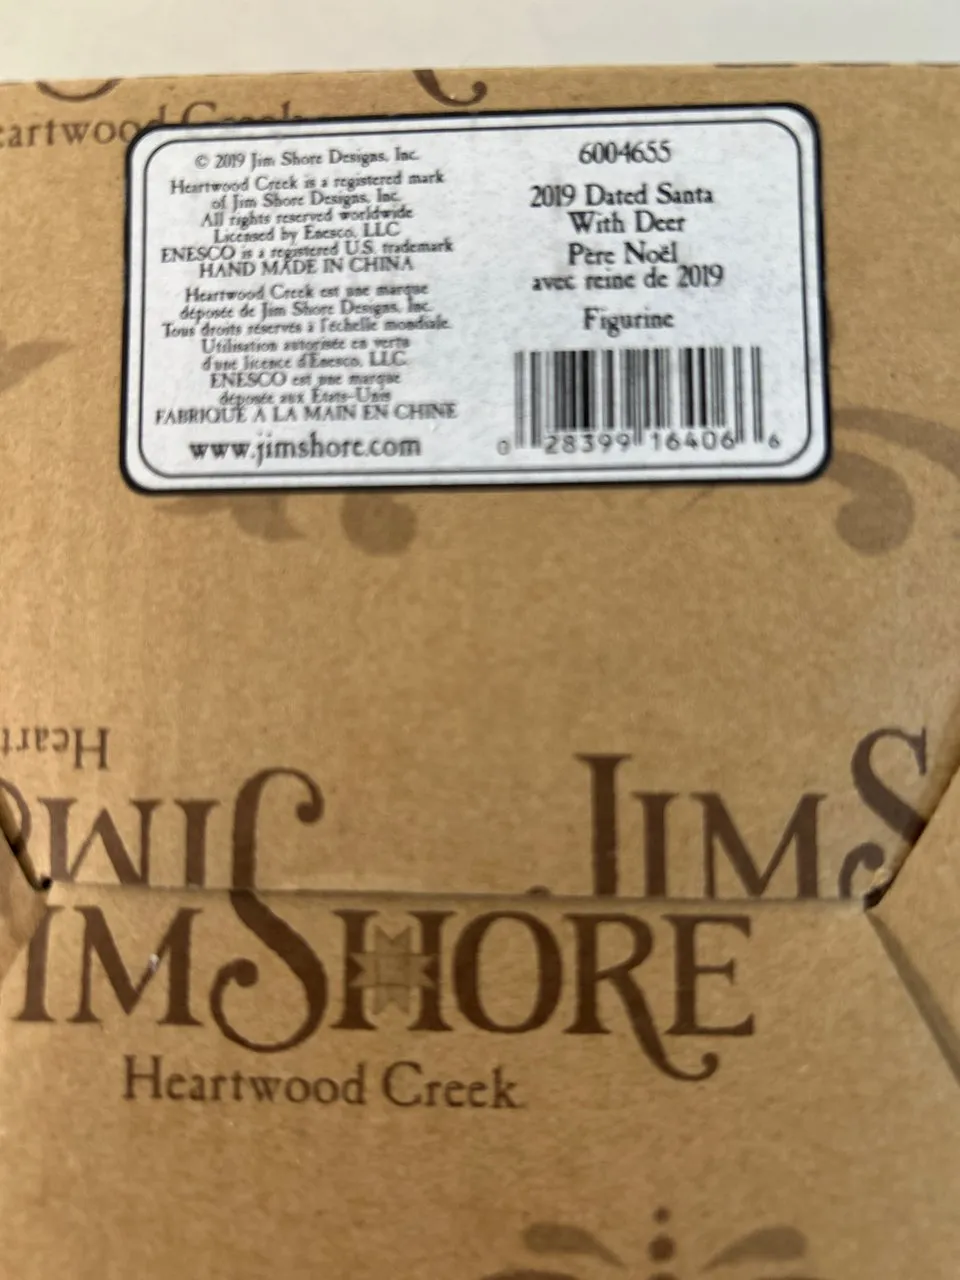 eartwood Creek
© 2019 Jim Shore Designs, Inc.
Heartwood Creek is a registered mark
of Jim Shore Designs, Inc.
All rights reserved worldwide
Licensed by Enesco, LLC
ENESCO is a registered U.S. trademark
HAND MADE IN CHINA
Heartwood Creek est une marque
déposée de Jim Shore Designs, Inc.
Tous droits réservés à l'échelle mondiale.
Utilisation autorisée en vertu
d'une licence d'Enesco, LLC.
ENESCO est une marque
déposée aux États-Unis
FABRIQUÉ À LA MAIN EN CHINE
www.jimshore.com
6004655
2019 Dated Santa
With Deer
Père Noël
avec reine de 2019
Figurine
0 28399 16406 6
Heart
JIM S
JIM S
IM SHORE
Heartwood Creek